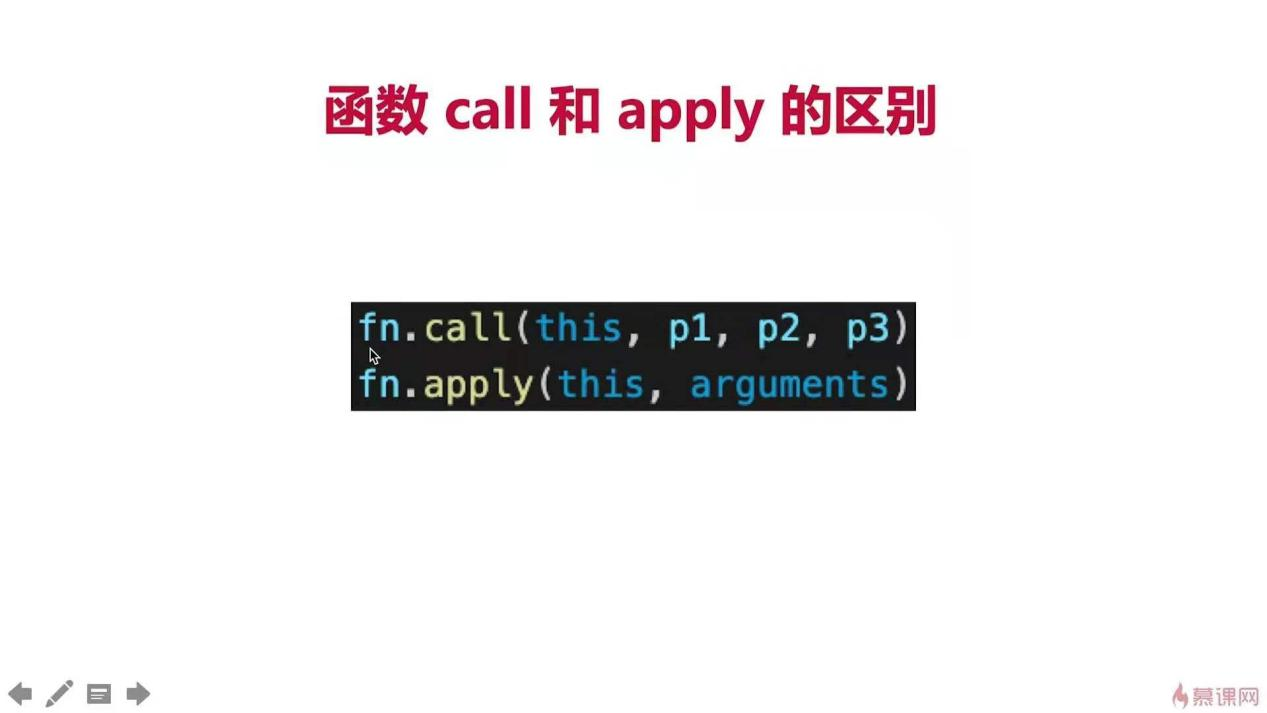 函数 call 和 apply 的区别
fn.call(this, p1, p2, p3)
fn.apply(this, arguments)
慕课网